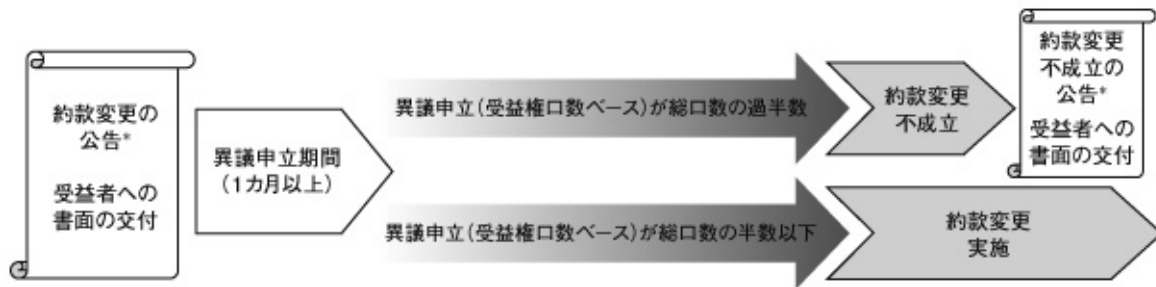 約款変更の
公告*
受益者への
書面の交付
異議申立期間
(1カ月以上)
異議申立(受益権口数ベース)が総口数の過半数
約款変更
不成立
約款変更
不成立の
公告*
受益者への
書面の交付
異議申立(受益権口数ベース)が総口数の半数以下
約款変更
実施